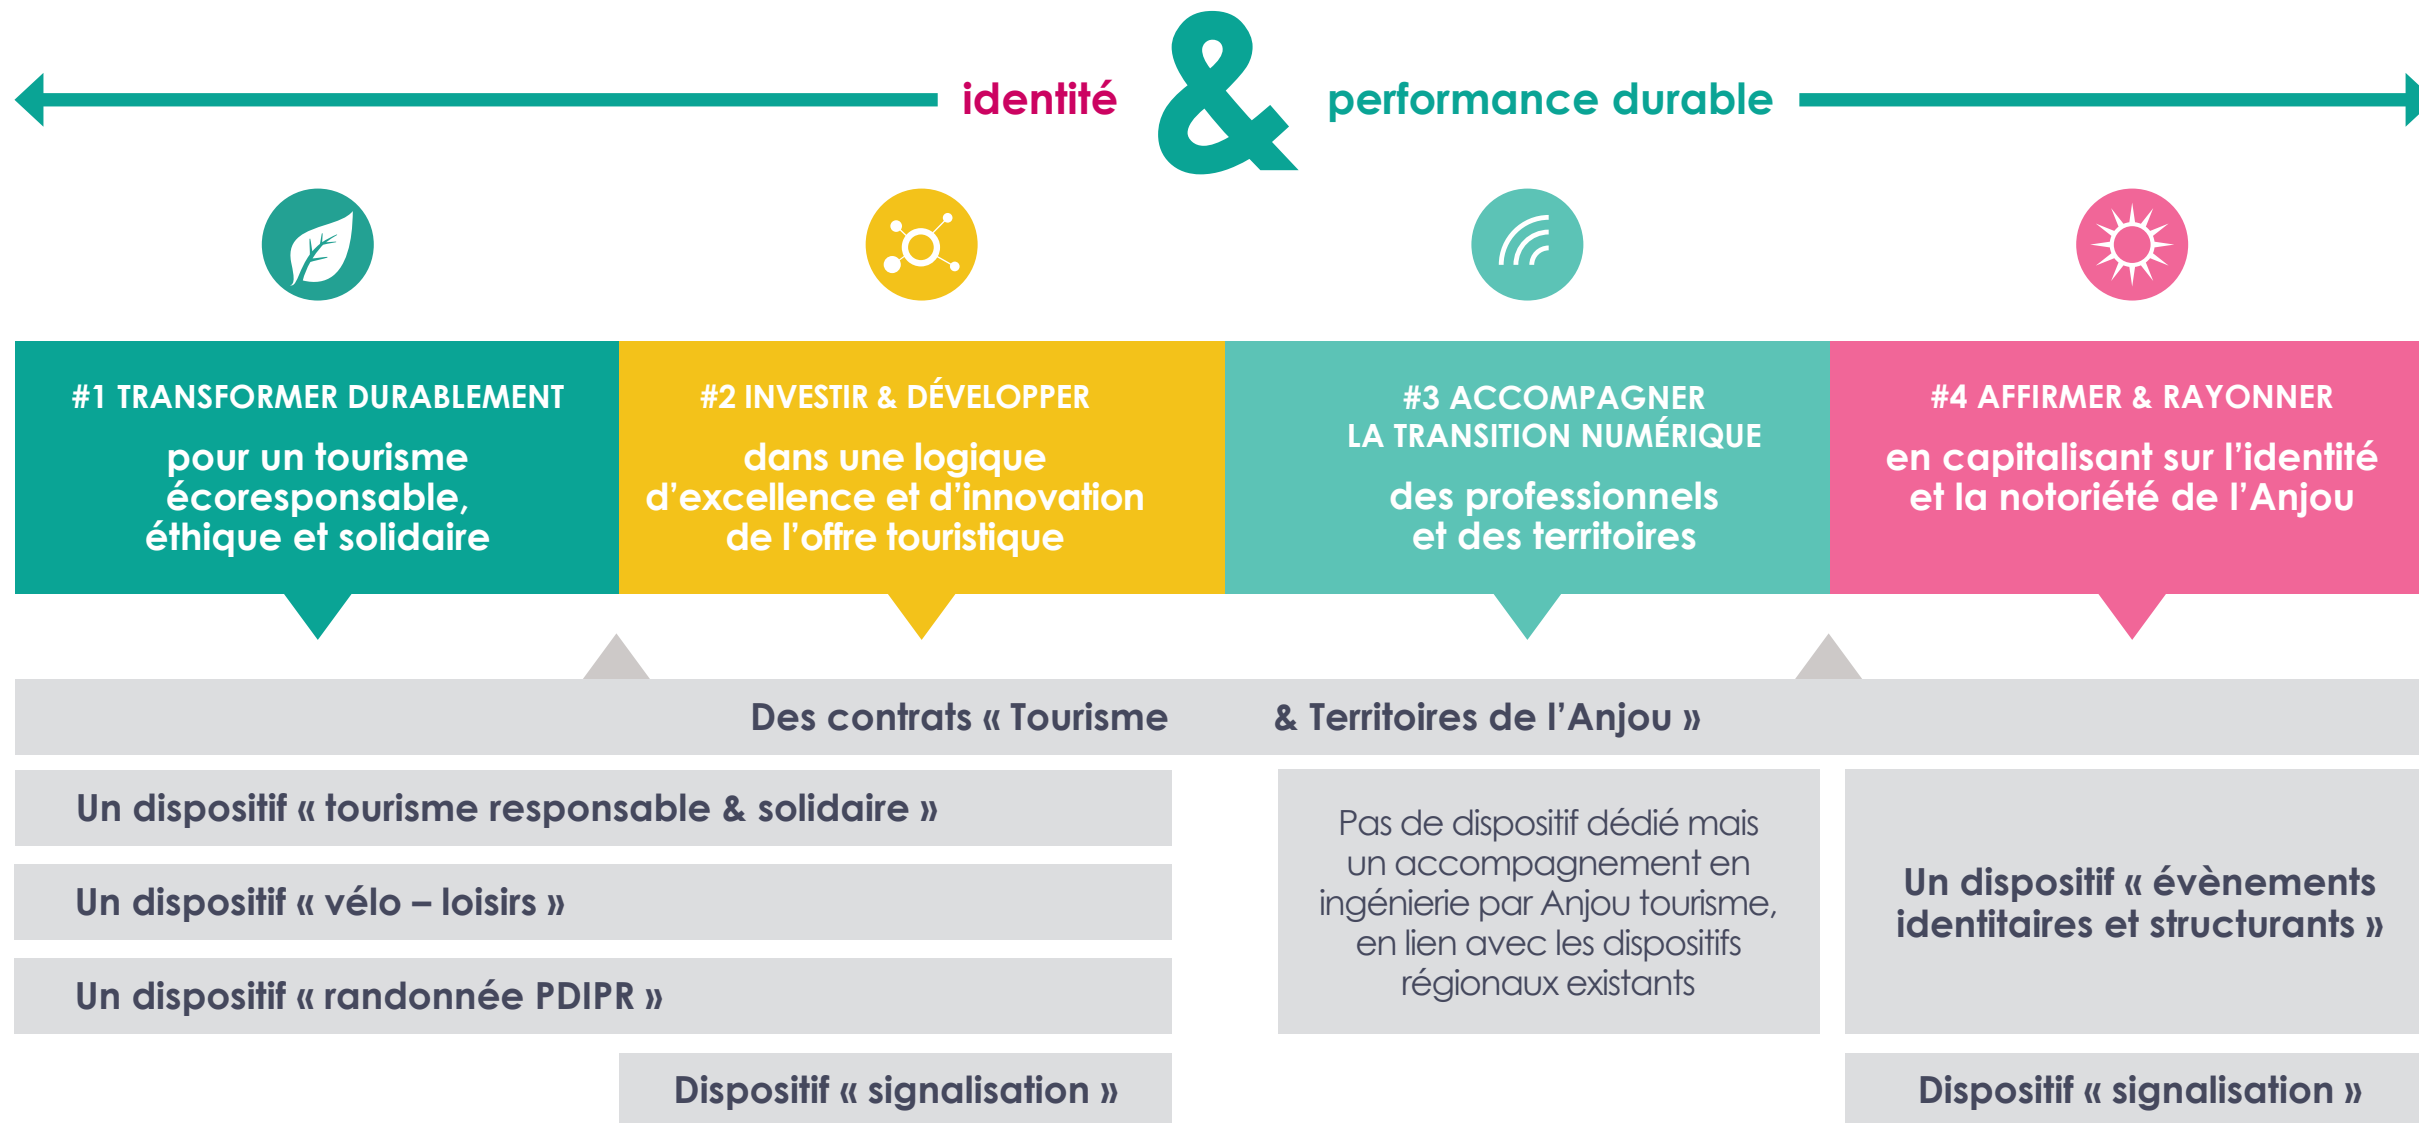 identité & performance durable
#1 TRANSFORMER DURABLEMENT
pour un tourisme
écoresponsable,
éthique et solidaire
#2 INVESTIR & DÉVELOPPER
dans une logique
d’excellence et d’innovation
de l’offre touristique
#3 ACCOMPAGNER
LA TRANSITION NUMÉRIQUE
des professionnels
et des territoires
#4 AFFIRMER & RAYONNER
en capitalisant sur l’identité
et la notoriété de l’Anjou
Des contrats « Tourisme & Territoires de l’Anjou »
Un dispositif « tourisme responsable & solidaire »
Un dispositif « vélo – loisirs »
Un dispositif « randonnée PDIPR »
Dispositif « signalisation »
Pas de dispositif dédié mais
un accompagnement en
ingénierie par Anjou tourisme,
en lien avec les dispositifs
régionaux existants
Un dispositif « évènements
identitaires et structurants »
Dispositif « signalisation »